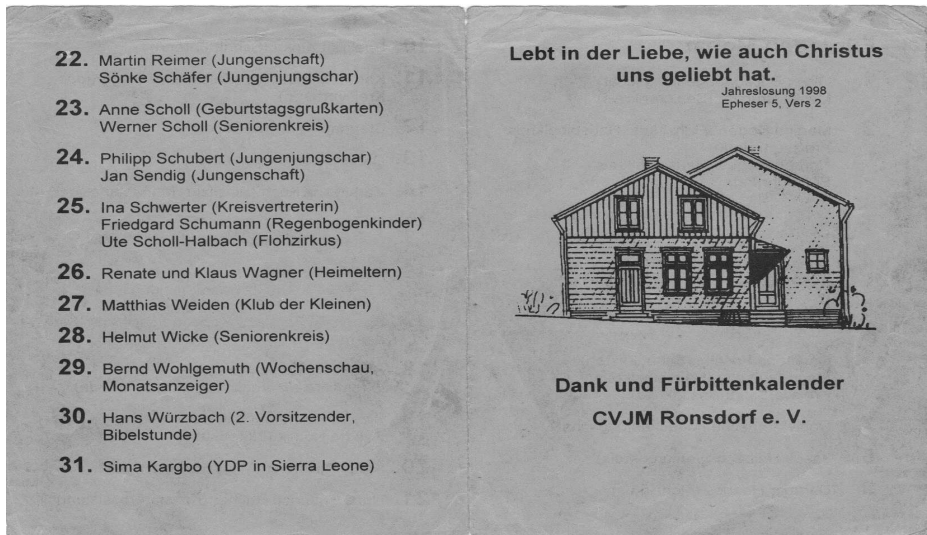 22. Martin Reimer (Jungenschaft)
Sönke Schäfer (Jungenjungschar)
23. Anne Scholl (Geburtstagsgrußkarten)
Werner Scholl (Seniorenkreis)
24. Philipp Schubert (Jungenjungschar)
Jan Sendig (Jungenschaft)
25. Ina Schwerter (Kreisvertreterin)
Friedgard Schumann (Regenbogenkinder)
Ute Scholl-Halbach (Flohzirkus)
26. Renate und Klaus Wagner (Heimeltern)
27. Matthias Weiden (Klub der Kleinen)
28. Helmut Wicke (Seniorenkreis)
29. Bernd Wohlgemuth (Wochenschau,
Monatsanzeiger)
30. Hans Würzbach (2. Vorsitzender,
Bibelstunde)
31. Sima Kargbo (YDP in Sierra Leone)
Lebt in der Liebe, wie auch Christus
uns geliebt hat.
Jahreslosung 1998
Epheser 5, Vers 2
Dank und Fürbittenkalender
CVJM Ronsdorf e. V.